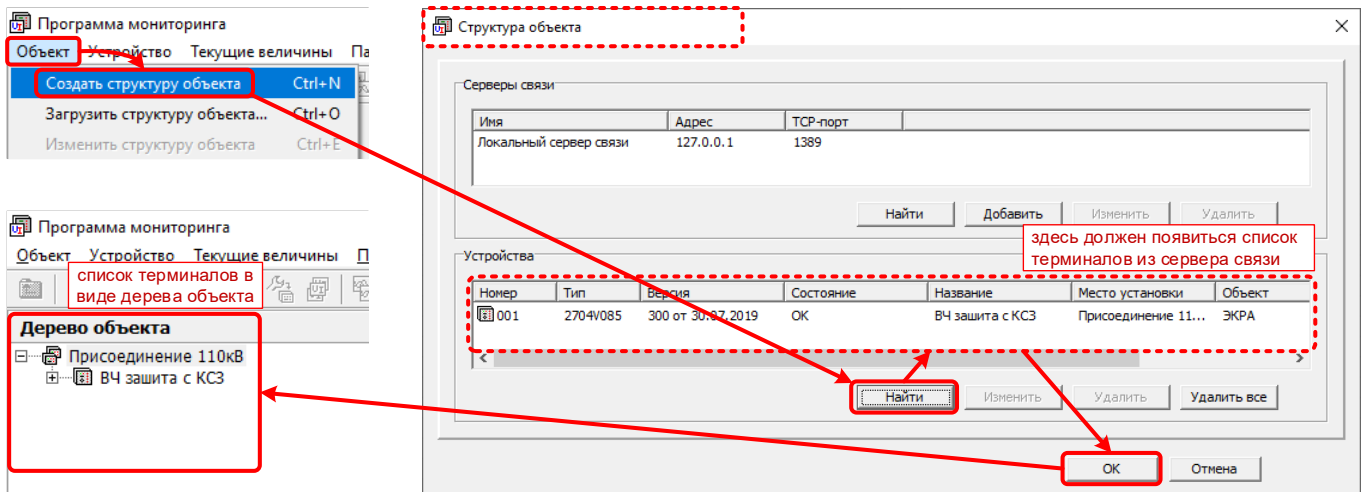 Программа мониторинга
Объект Устройство Текущие величины Па
Создать структуру объекта Ctrl+N
Загрузить структуру объекта... Ctrl+O
Изменить структуру объекта Ctrl+E
Программа мониторинга
Объект Устройство Текущие величины П
список терминалов в
виде дерева объекта
Дерево объекта
Присоединение 110кВ
ВЧ зашита с КСЗ
Структура объекта
Серверы связи
Имя Адрес TCP-порт
Локальный сервер связи 127.0.0.1 1389
Найти Добавить Изменить Удалить
здесь должен появиться список
терминалов из сервера связи
Устройства
Номер Тип Версия Состояние Название Место установки Объект
001 2704V085 300 от 30.07.2019 ОК ВЧ зашита с КСЗ Присоединение 11... ЭКРА
Найти Изменить Удалить Удалить все
ОК Отмена